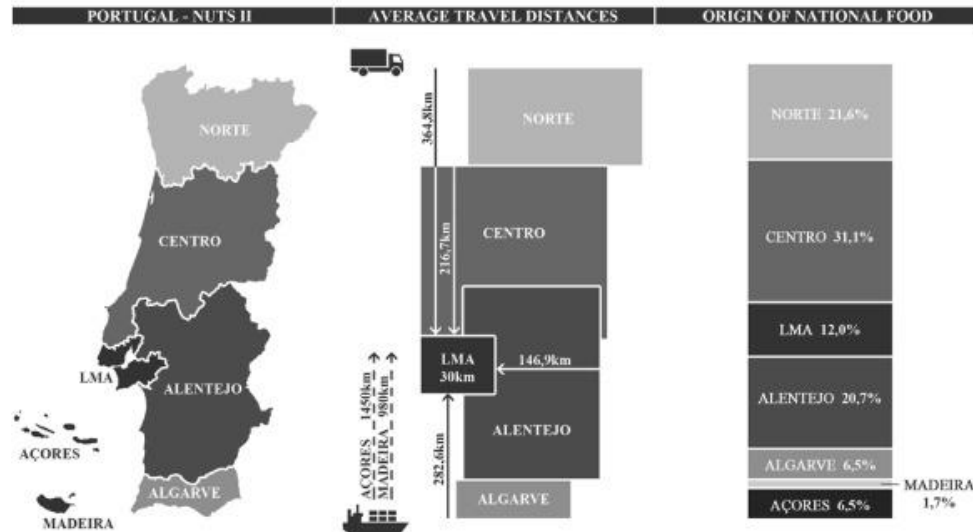 PORTUGAL - NUTS II
AVERAGE TRAVEL DISTANCES
ORIGIN OF NATIONAL FOOD
NORTE
CENTRO
LMA
ALENTEJO
AÇORES
MADEIRA
ALGARVE
364,8km
NORTE
216,7km
CENTRO
LMA
30km
146,9km
ALENTEJO
AÇORES 1450km
MADEIRA 980km
282,6km
ALGARVE
NORTE 21,6%
CENTRO 31,1%
LMA 12,0%
ALENTEJO 20,7%
ALGARVE 6,5%
MADEIRA
1,7%
AÇORES 6,5%